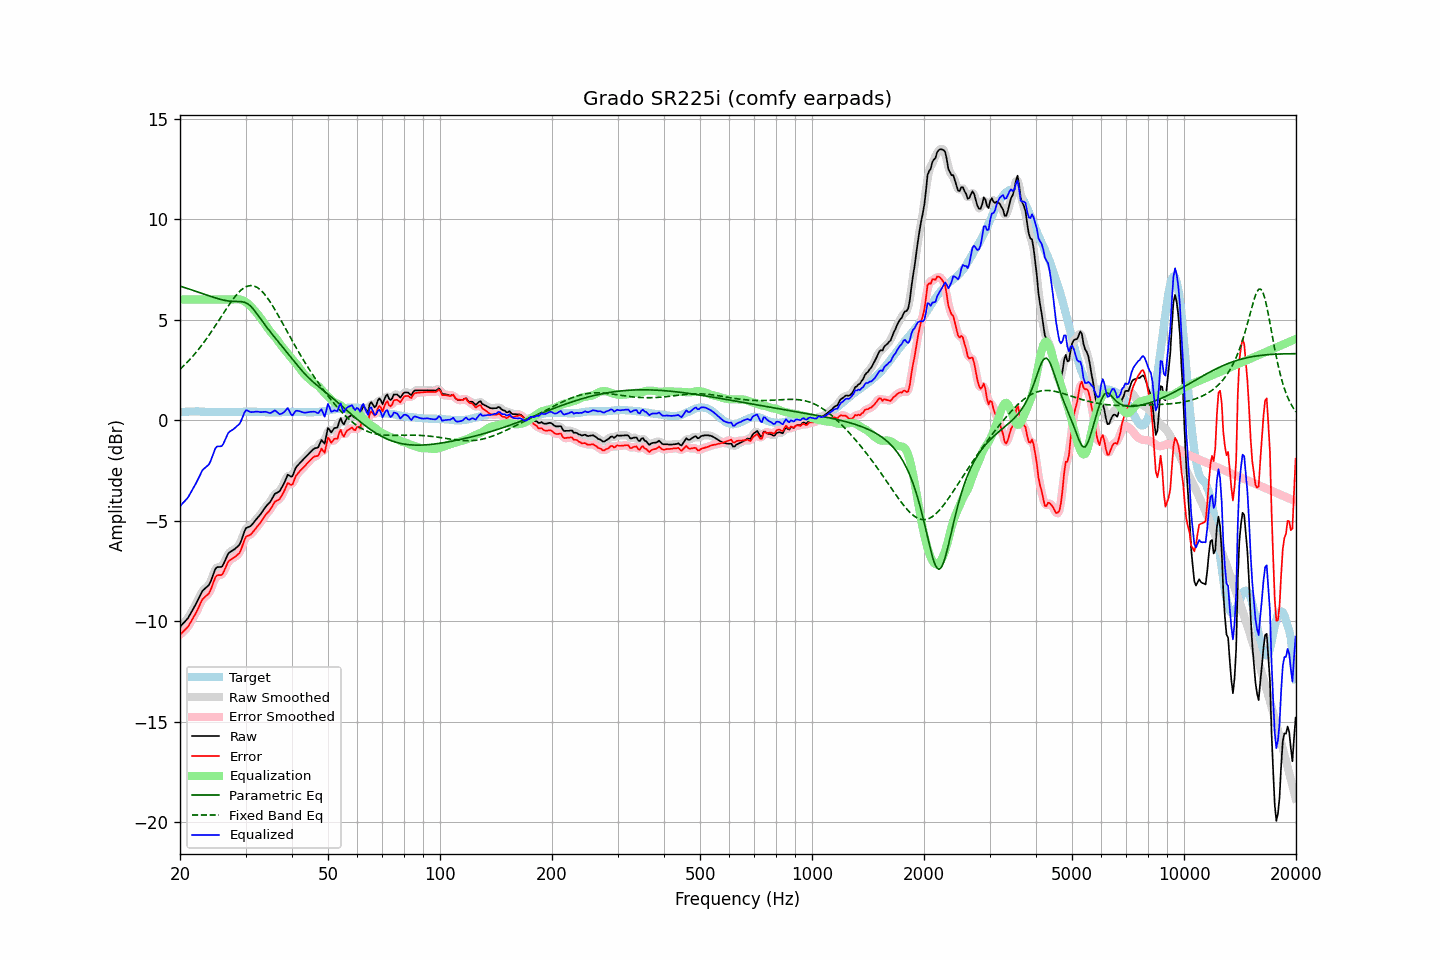 Grado SR225i (comfy earpads)
15
10
5
0
−5
−10
−15
−20
Amplitude (dBr)
Target
Raw Smoothed
Error Smoothed
Raw
Error
Equalization
Parametric Eq
Fixed Band Eq
Equalized
20 50 100 200 500 1000 2000 5000 10000 20000
Frequency (Hz)